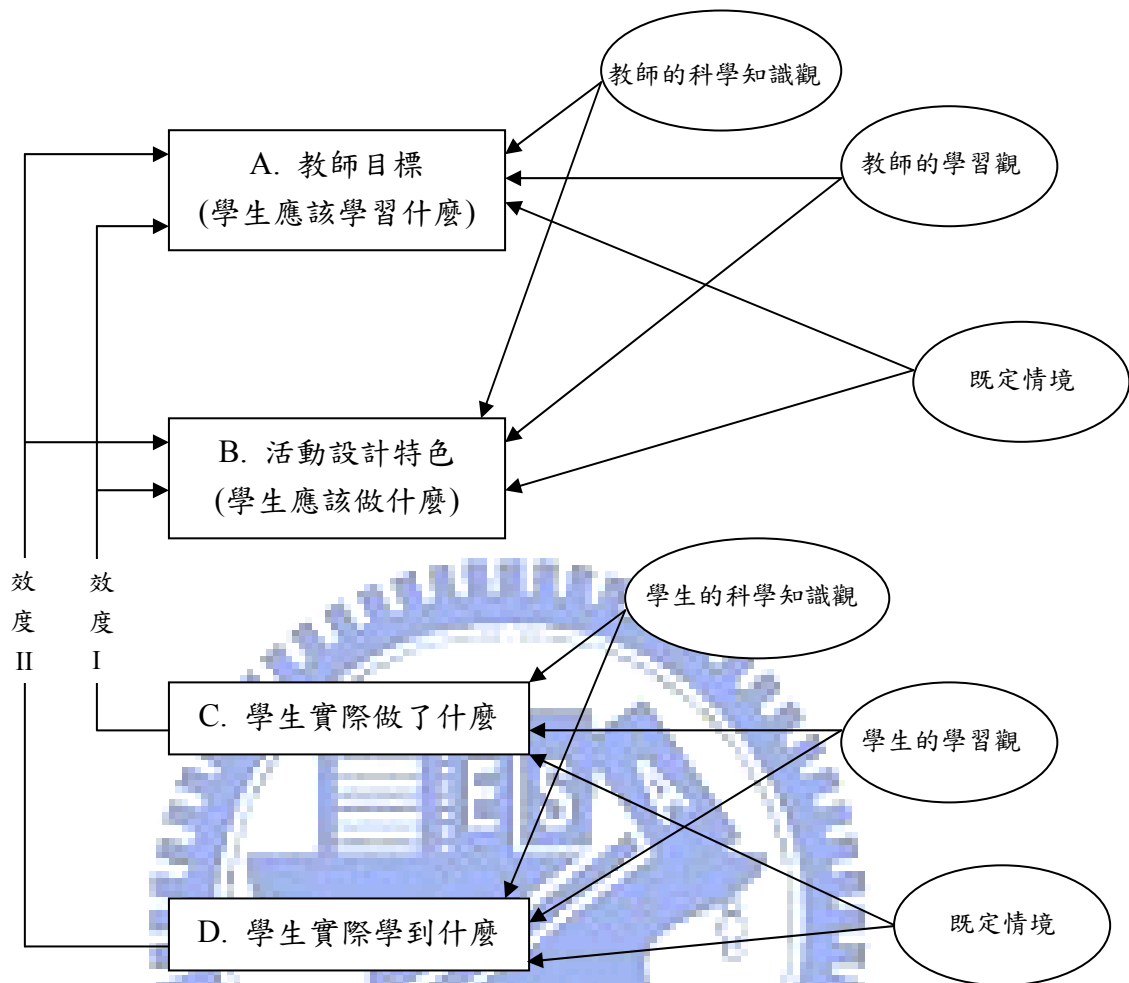 教師的科學知識觀
A. 教師目標
(學生應該學習什麼)
教師的學習觀
既定情境
B. 活動設計特色
(學生應該做什麼)
效度II
效度I
學生的科學知識觀
C. 學生實際做了什麼
學生的學習觀
D. 學生實際學到什麼
既定情境